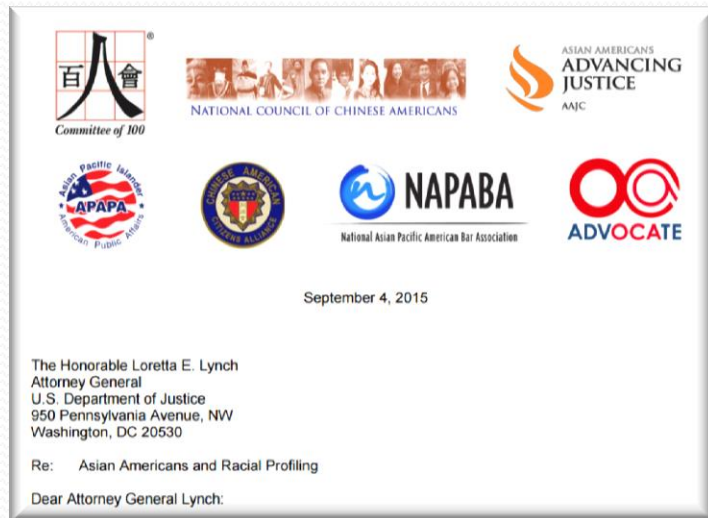 ®
百 人 會
Committee of 100
NATIONAL COUNCIL OF CHINESE AMERICANS
ASIAN AMERICANS
ADVANCING
JUSTICE
AAJC
Asian Pacific Islander
APAPA
American Public Affairs
CHINESE AMERICAN
CITIZENS ALLIANCE
n NAPABA
National Asian Pacific American Bar Association
OCA
ADVOCATE
September 4, 2015
The Honorable Loretta E. Lynch
Attorney General
U.S. Department of Justice
950 Pennsylvania Avenue, NW
Washington, DC 20530
Re: Asian Americans and Racial Profiling
Dear Attorney General Lynch: